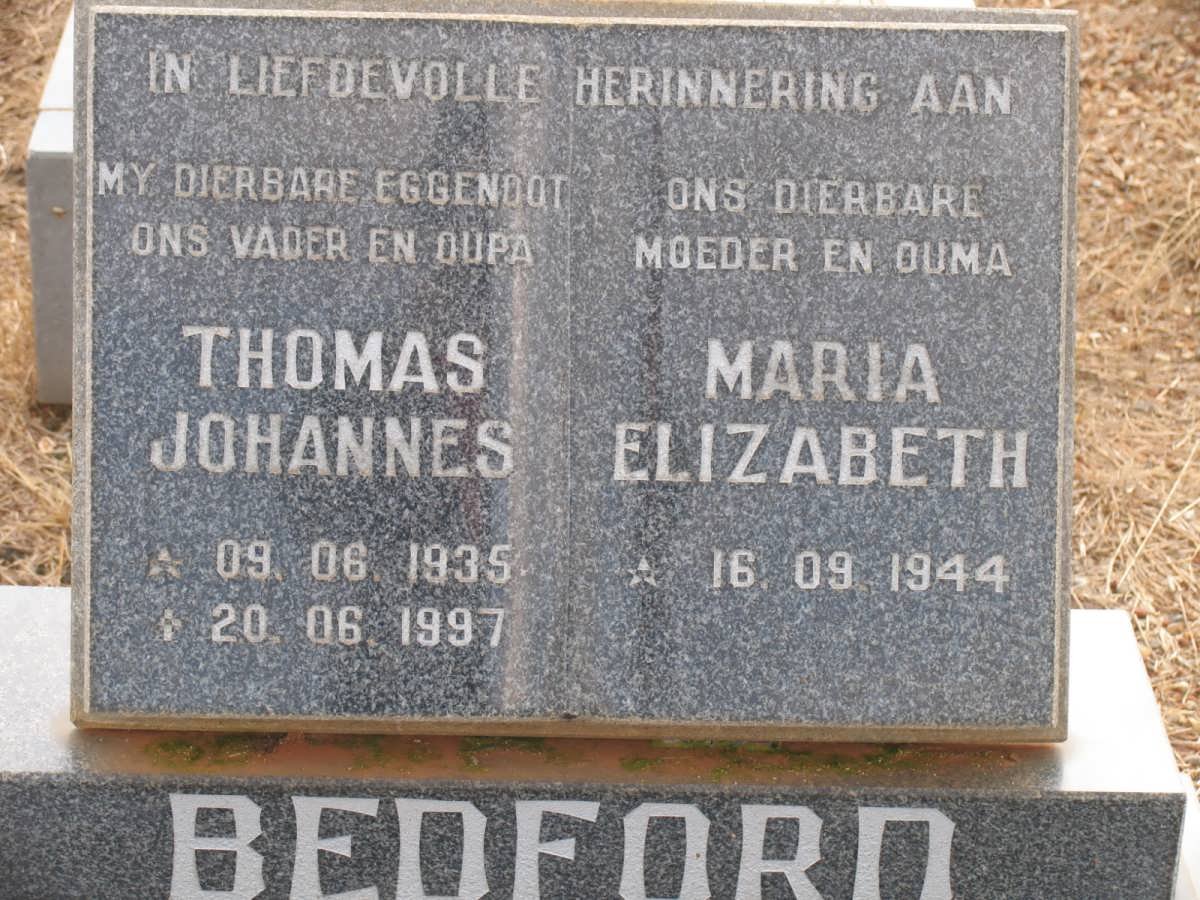 IN LIEFDEVOLLE HERINNERING AAN
MY DIERBARE EGGENOOT
ONS VADER EN OUPA
THOMAS
JOHANNES
09. 06. 1935
20. 06. 1997
ONS DIERBARE
MOEDER EN OUMA
MARIA
ELIZABETH
16. 09. 1944
BEDFORD